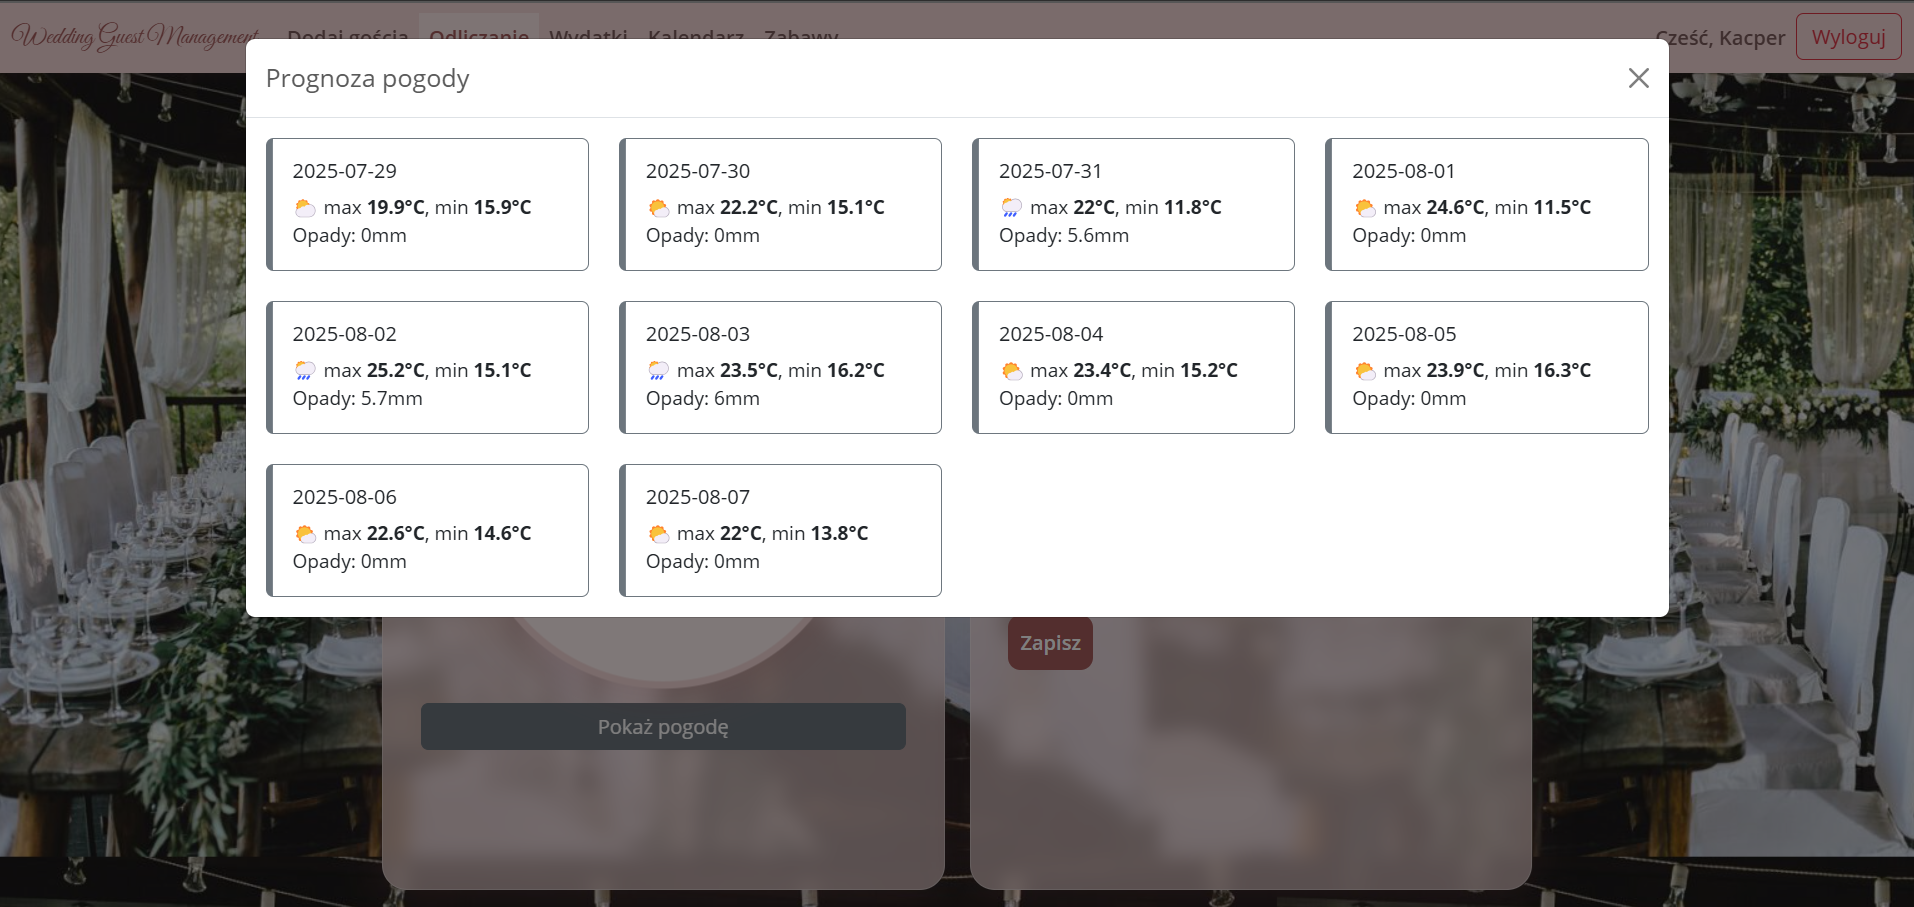 Wedding Guest Management Dodaj gościa Odliczanie Wydatki Kalendarz Zabawy Cześć, Kacper Wyloguj
Prognoza pogody
2025-07-29
max 19.9°C, min 15.9°C
Opady: 0mm
2025-07-30
max 22.2°C, min 15.1°C
Opady: 0mm
2025-07-31
max 22°C, min 11.8°C
Opady: 5.6mm
2025-08-01
max 24.6°C, min 11.5°C
Opady: 0mm
2025-08-02
max 25.2°C, min 15.1°C
Opady: 5.7mm
2025-08-03
max 23.5°C, min 16.2°C
Opady: 6mm
2025-08-04
max 23.4°C, min 15.2°C
Opady: 0mm
2025-08-05
max 23.9°C, min 16.3°C
Opady: 0mm
2025-08-06
max 22.6°C, min 14.6°C
Opady: 0mm
2025-08-07
max 22°C, min 13.8°C
Opady: 0mm
Zapisz
Pokaż pogodę